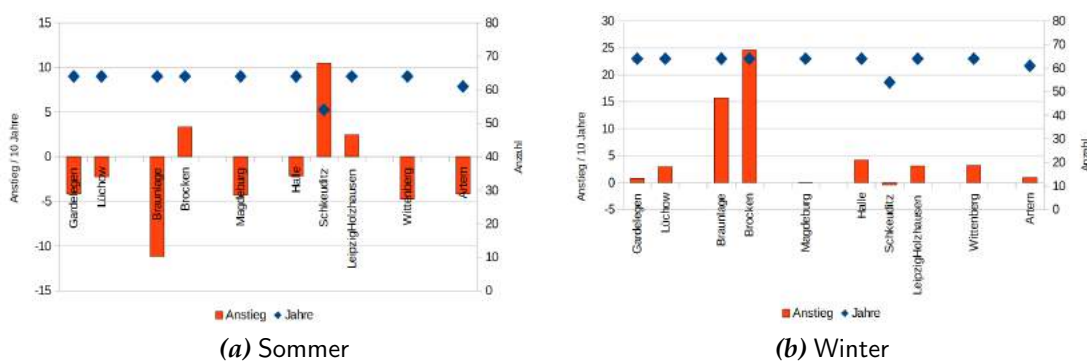 15
10
5
0
-5
-10
-15
Anstieg / 10 Jahre
80
70
60
50
40
30
20
10
0
Anzahl
Gardelegen
Lüchow
Braunlage
Brocken
Magdeburg
Halle
Schkeuditz
LeipzigHolzhausen
Wittenberg
Artern
Anstieg Jahre
(a) Sommer
30
25
20
15
10
5
0
-5
Anstieg / 10 Jahre
80
70
60
50
40
30
20
10
0
Anzahl
Gardelegen
Lüchow
Braunlage
Brocken
Magdeburg
Halle
Schkeuditz
LeipzigHolzhausen
Wittenberg
Artern
Anstieg Jahre
(b) Winter